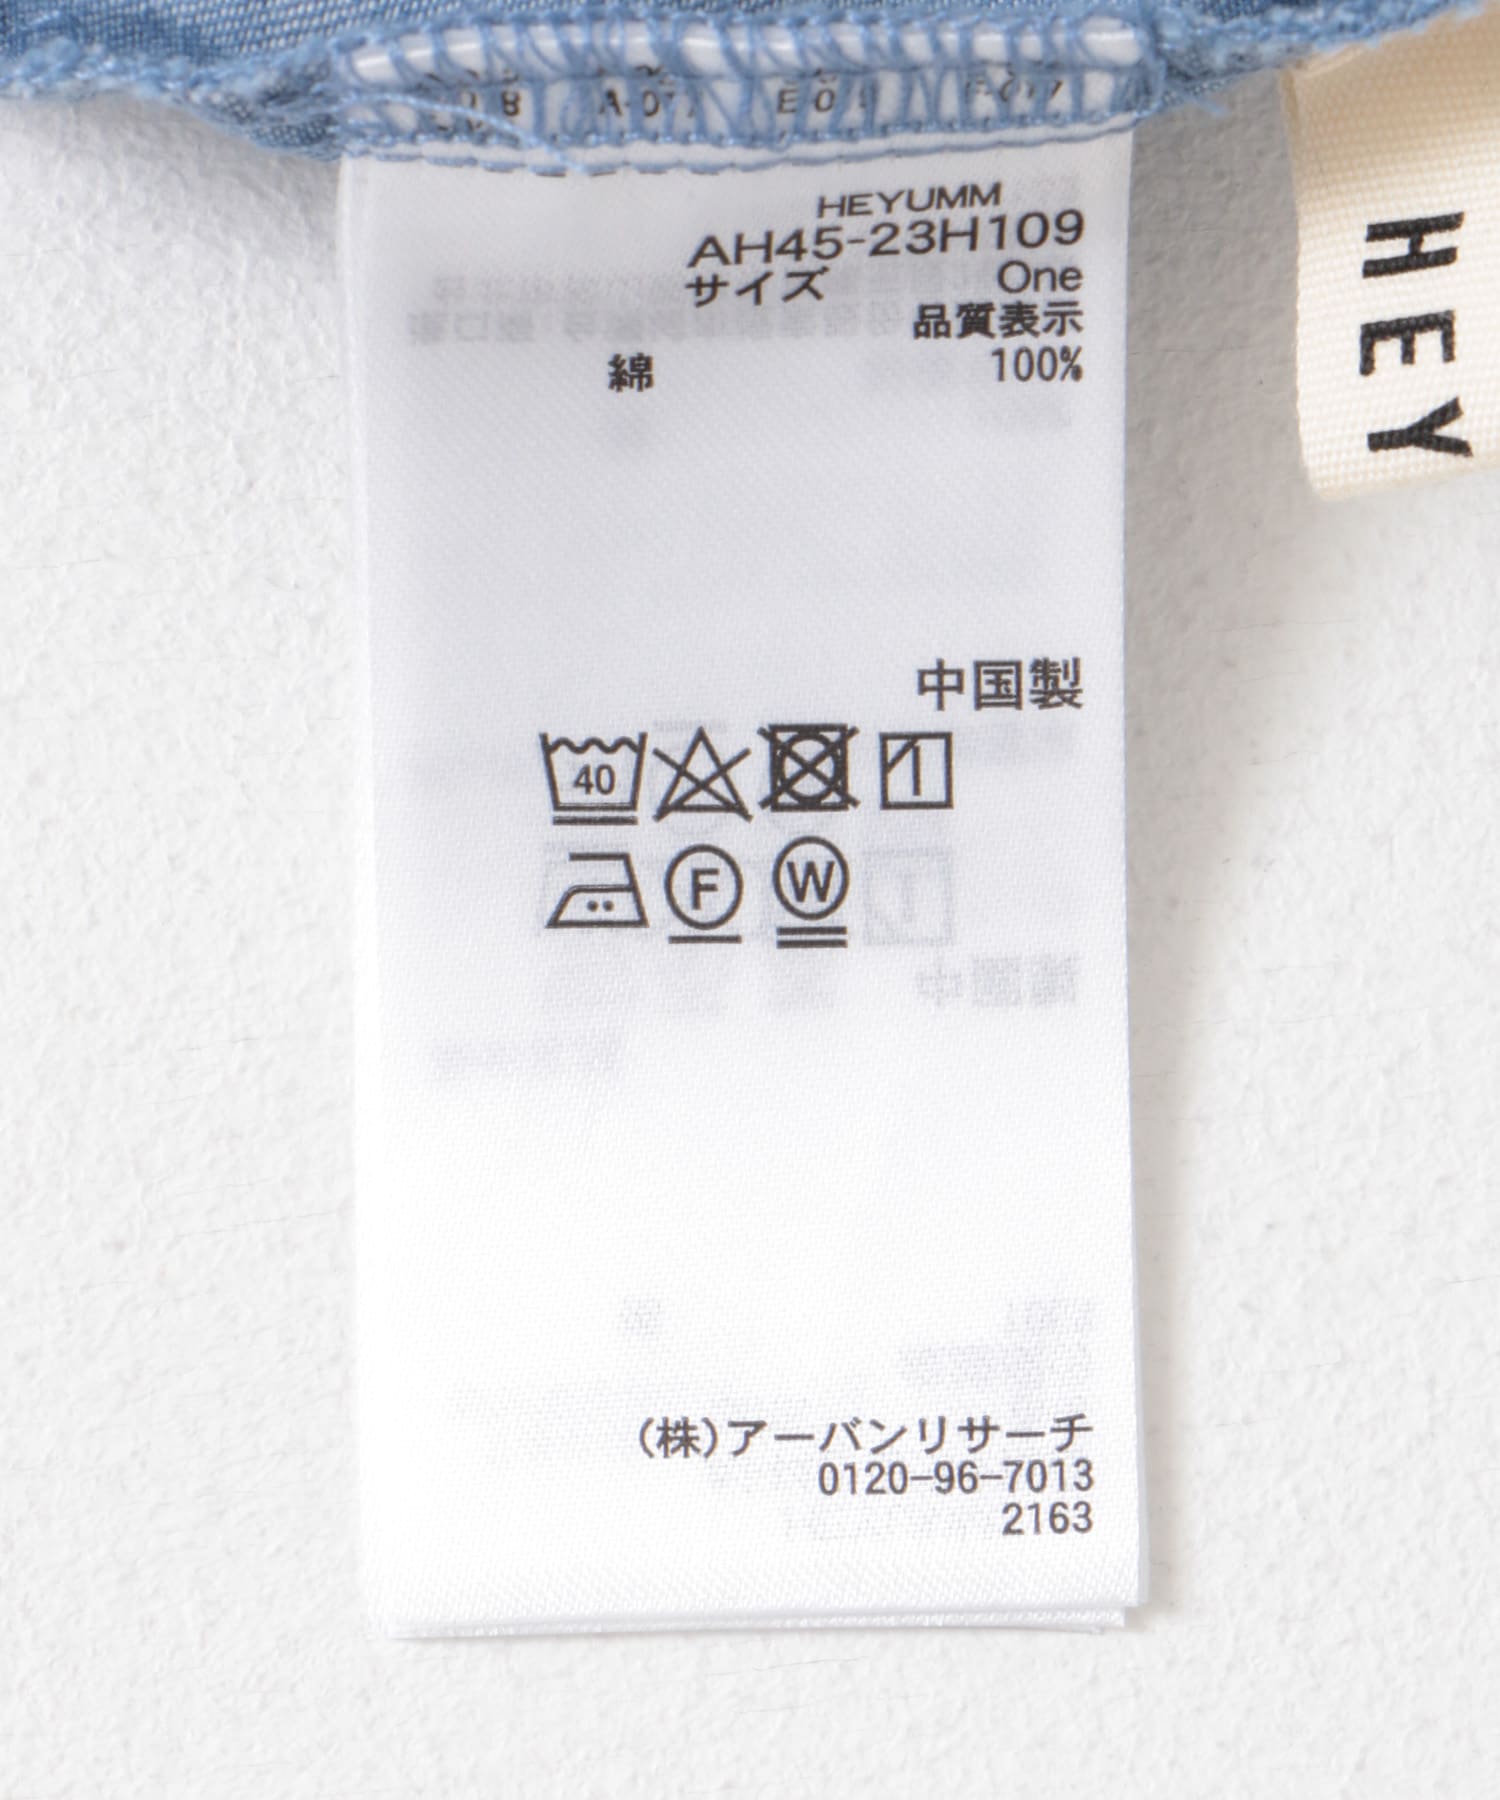 HEYUMM
AH45-23H109
サイズ One
品質表示
綿 100%
中国製
40
F W
(株)アーバンリサーチ
0120-96-7013
2163
HEY